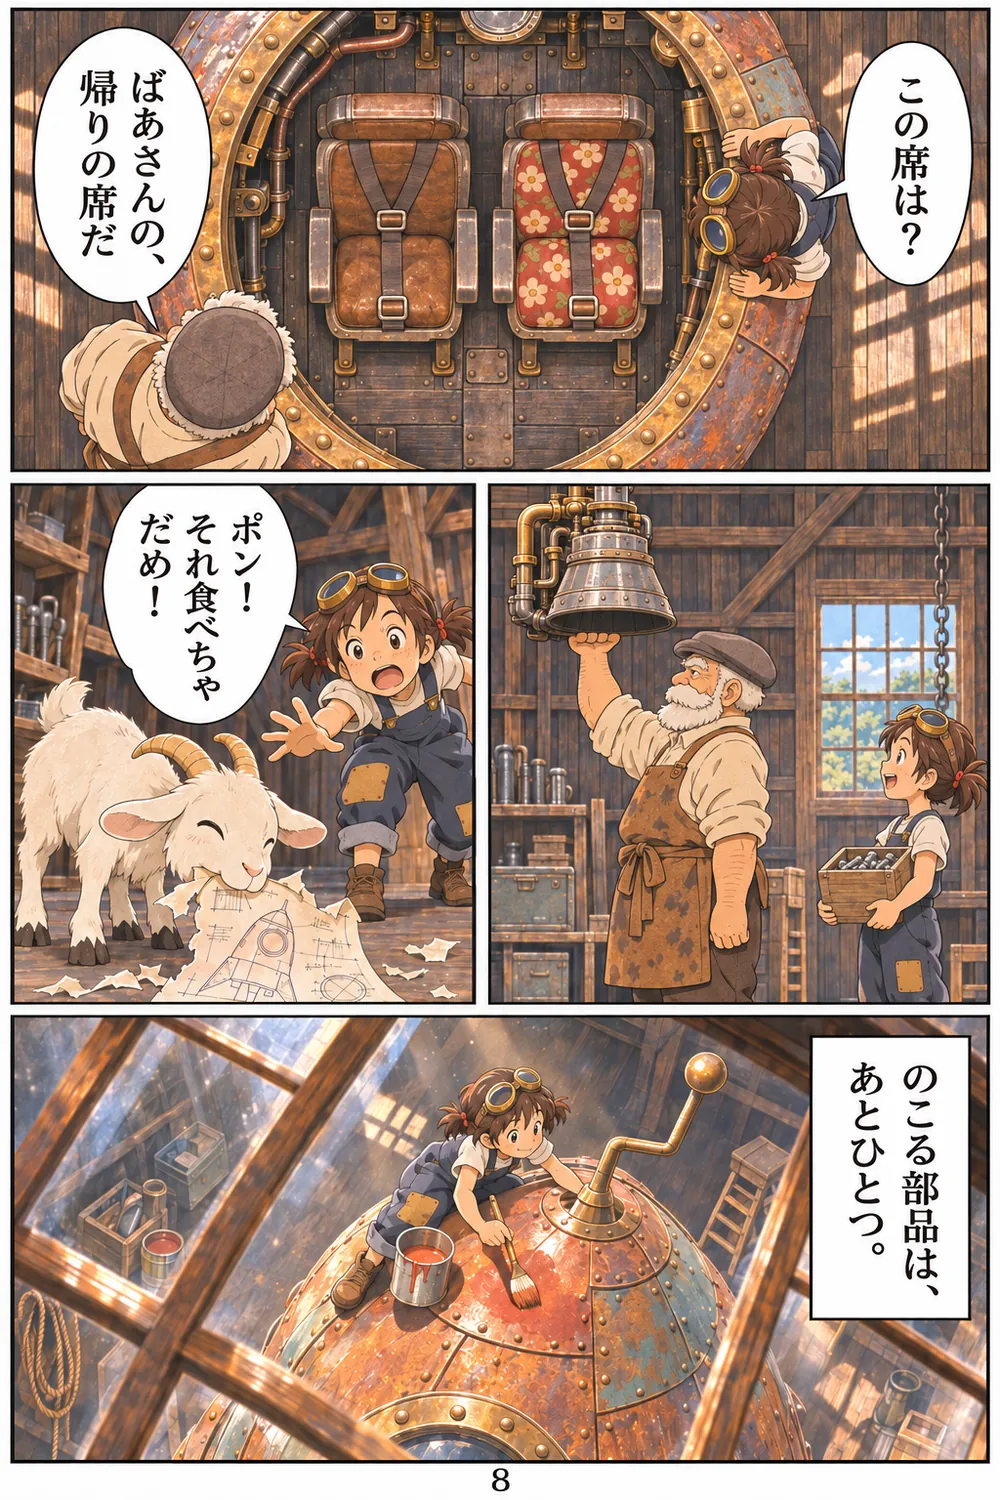 この席は？
ばあさんの、
帰りの席だ
ポン！
それ食べちゃ
だめ！
のこる部品は、
あとひとつ。
8